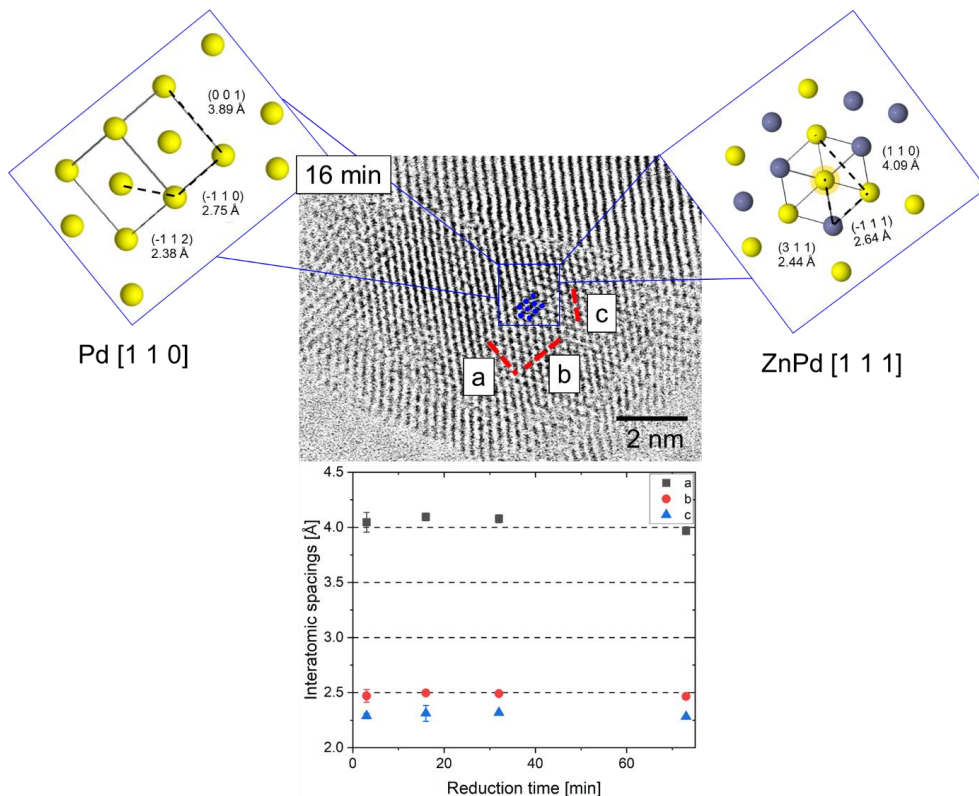 (0 0 1)
3.89 Å
(-1 1 0)
2.75 Å
(-1 1 2)
2.38 Å
Pd [1 1 0]
16 min
a
b
c
2 nm
(1 1 0)
4.09 Å
(-1 1 1)
2.64 Å
(3 1 1)
2.44 Å
ZnPd [1 1 1]
Interatomic spacings [Å]
4.5
4.0
3.5
3.0
2.5
2.0
0
20
40
60
Reduction time [min]
a
b
c